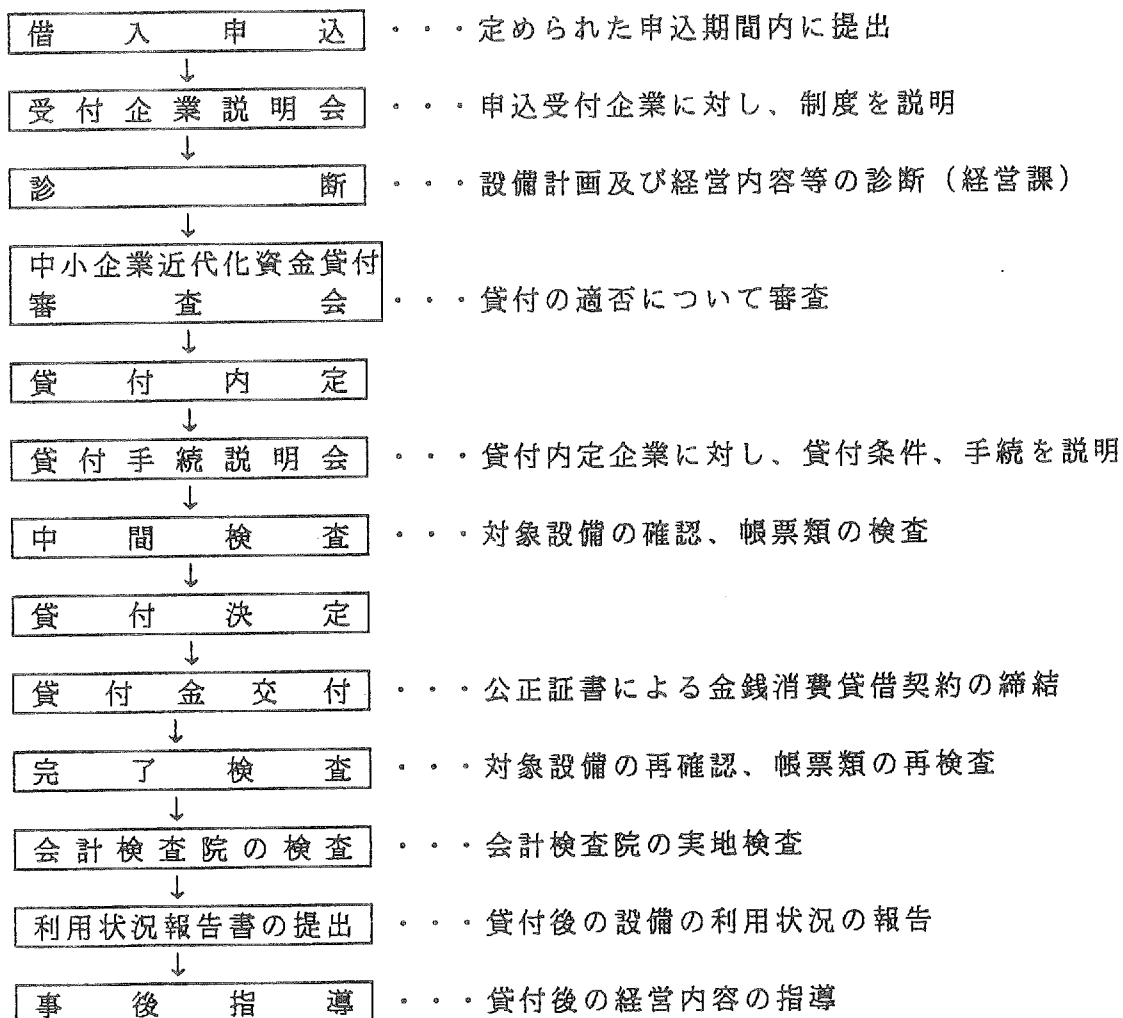 借入申込 ・・・定められた申込期間内に提出
↓
受付企業説明会 ・・・申込受付企業に対し、制度を説明
↓
診断 ・・・設備計画及び経営内容等の診断（経営課）
↓
中小企業近代化資金貸付
審査会 ・・・貸付の適否について審査
↓
貸付内定
↓
貸付手続説明会 ・・・貸付内定企業に対し、貸付条件、手続を説明
↓
中間検査 ・・・対象設備の確認、帳票類の検査
↓
貸付決定
↓
貸付金交付 ・・・公正証書による金銭消費貸借契約の締結
↓
完了検査 ・・・対象設備の再確認、帳票類の再検査
↓
会計検査院の検査 ・・・会計検査院の実地検査
↓
利用状況報告書の提出 ・・・貸付後の設備の利用状況の報告
↓
事後指導 ・・・貸付後の経営内容の指導